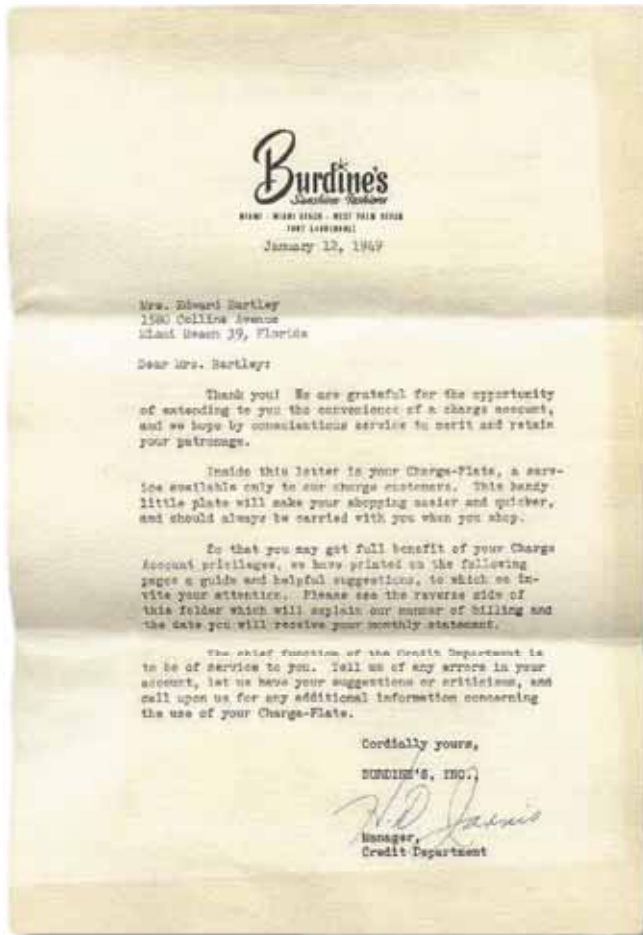 Burdine's
Sunshine Fashions
MIAMI · MIAMI BEACH · WEST PALM BEACH
FORT LAUDERDALE
January 12, 1949
Mrs. Edward Bartley
1580 Collins Avenue
Miami Beach 39, Florida
Dear Mrs. Bartley:
Thank you! We are grateful for the opportunity
of extending to you the convenience of a charge account,
and we hope by conscientious service to merit and retain
your patronage.
Inside this letter is your Charga-Plate, a serv-
ice available only to our charge customers. This handy
little plate will make your shopping easier and quicker,
and should always be carried with you when you shop.
So that you may get full benefit of your Charge
Account privileges, we have printed on the following
pages a guide and helpful suggestions, to which we in-
vite your attention. Please see the reverse side of
this folder which will explain our manner of billing and
the date you will receive your monthly statement.
The chief function of the Credit Department is
to be of service to you. Tell us of any errors in your
account, let us have your suggestions or criticisms, and
call upon us for any additional information concerning
the use of your Charga-Plate.
Cordially yours,
BURDINE'S, INC.,
Manager,
Credit Department